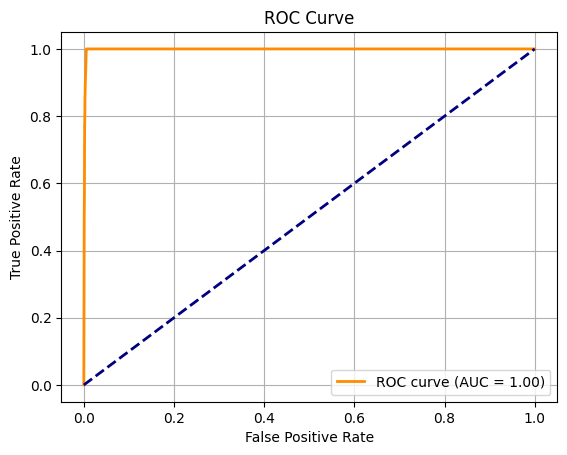 ROC Curve
True Positive Rate
1.0
0.8
0.6
0.4
0.2
0.0
0.0 0.2 0.4 0.6 0.8 1.0
False Positive Rate
ROC curve (AUC = 1.00)